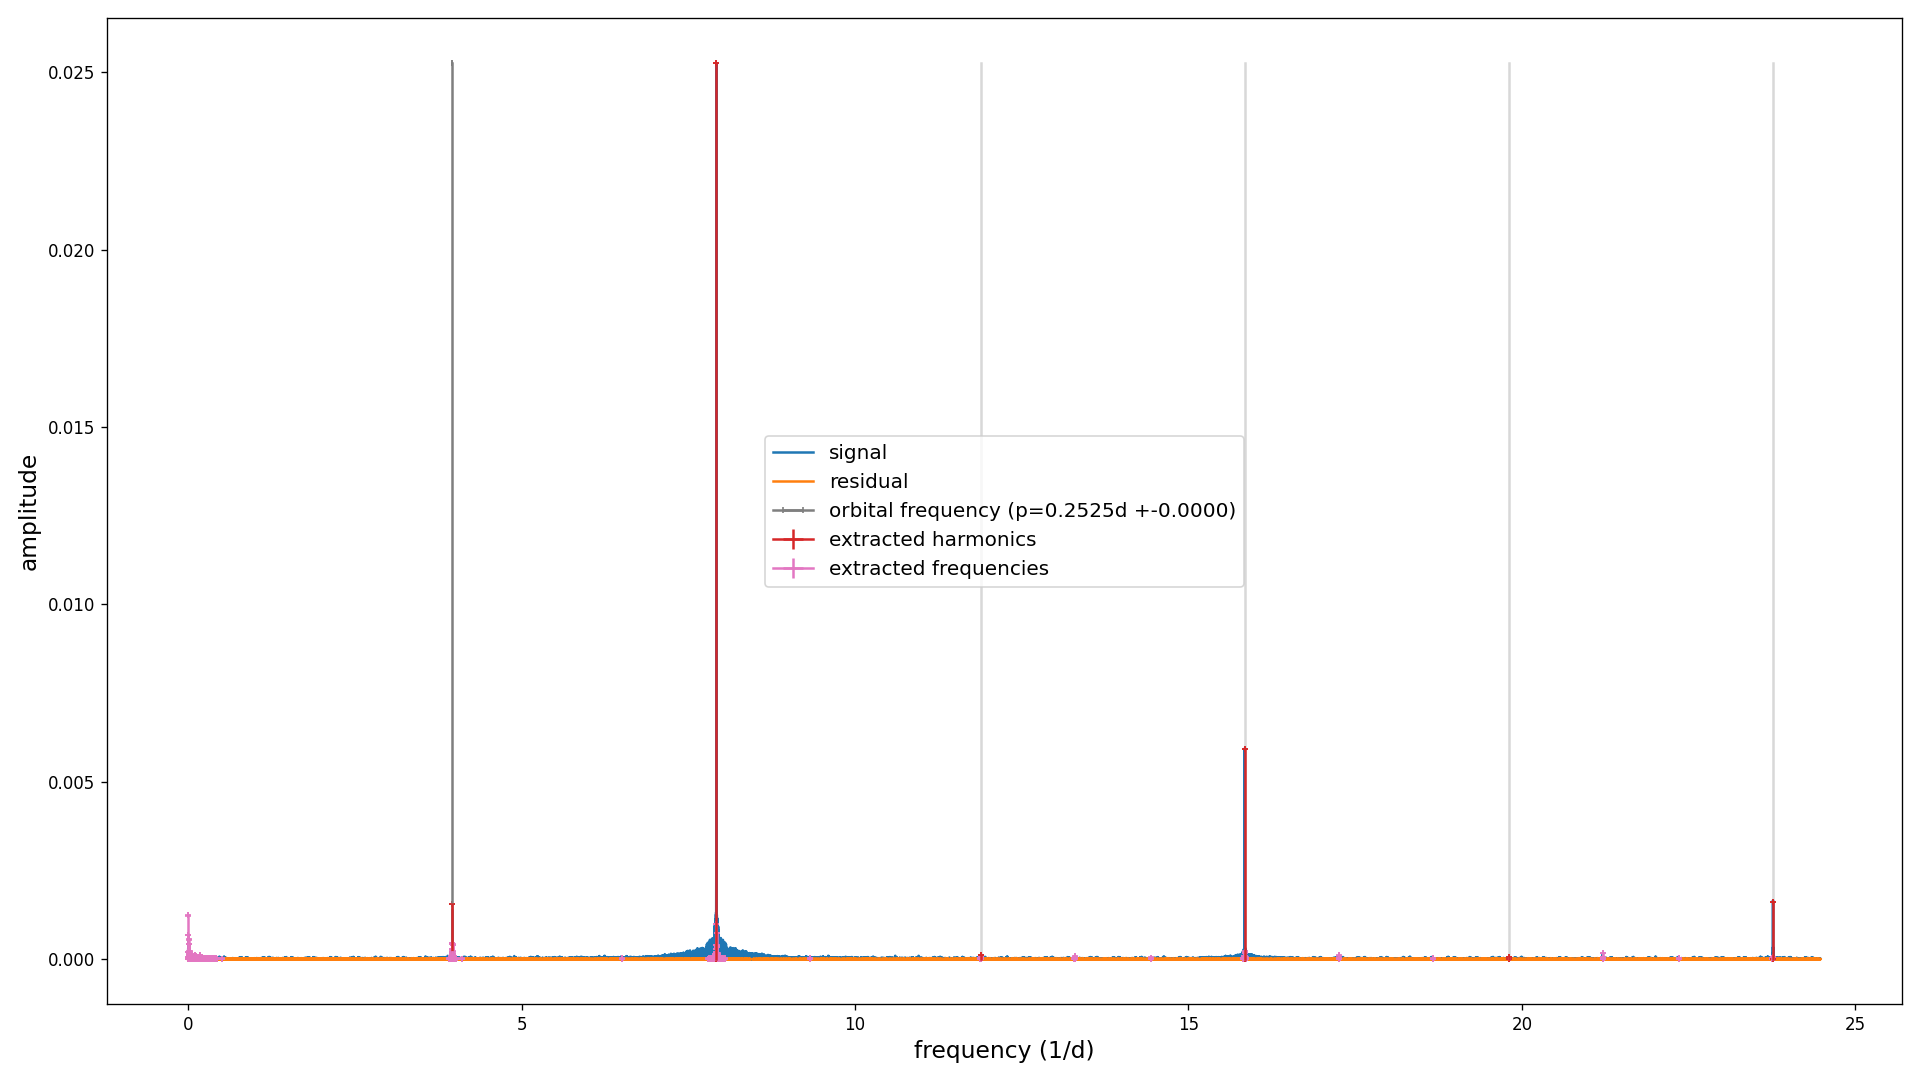 0.025
0.020
0.015
0.010
0.005
0.000
amplitude
signal
residual
orbital frequency (p=0.2525d +-0.0000)
extracted harmonics
extracted frequencies
0 5 10 15 20 25
frequency (1/d)